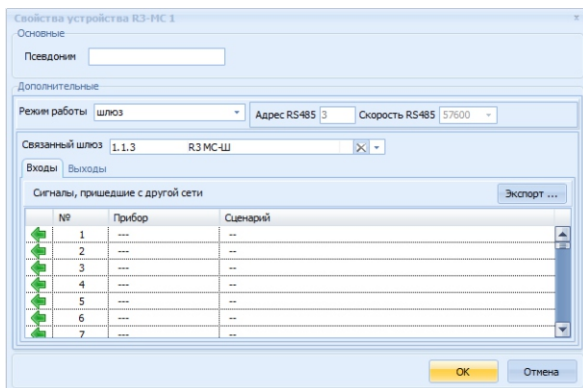 Свойства устройства R3-МС 1
Основные
Псевдоним
Дополнительные
Режим работы шлюз Адрес RS485 3 Скорость RS485 57600
Связанный шлюз 1.1.3 R3 МС-Ш
Входы Выходы
Сигналы, пришедшие с другой сети Экспорт ...
№ Прибор Сценарий
1 --- --
2 --- --
3 --- --
4 --- --
5 --- --
6 --- --
7 --- --
ОК Отмена